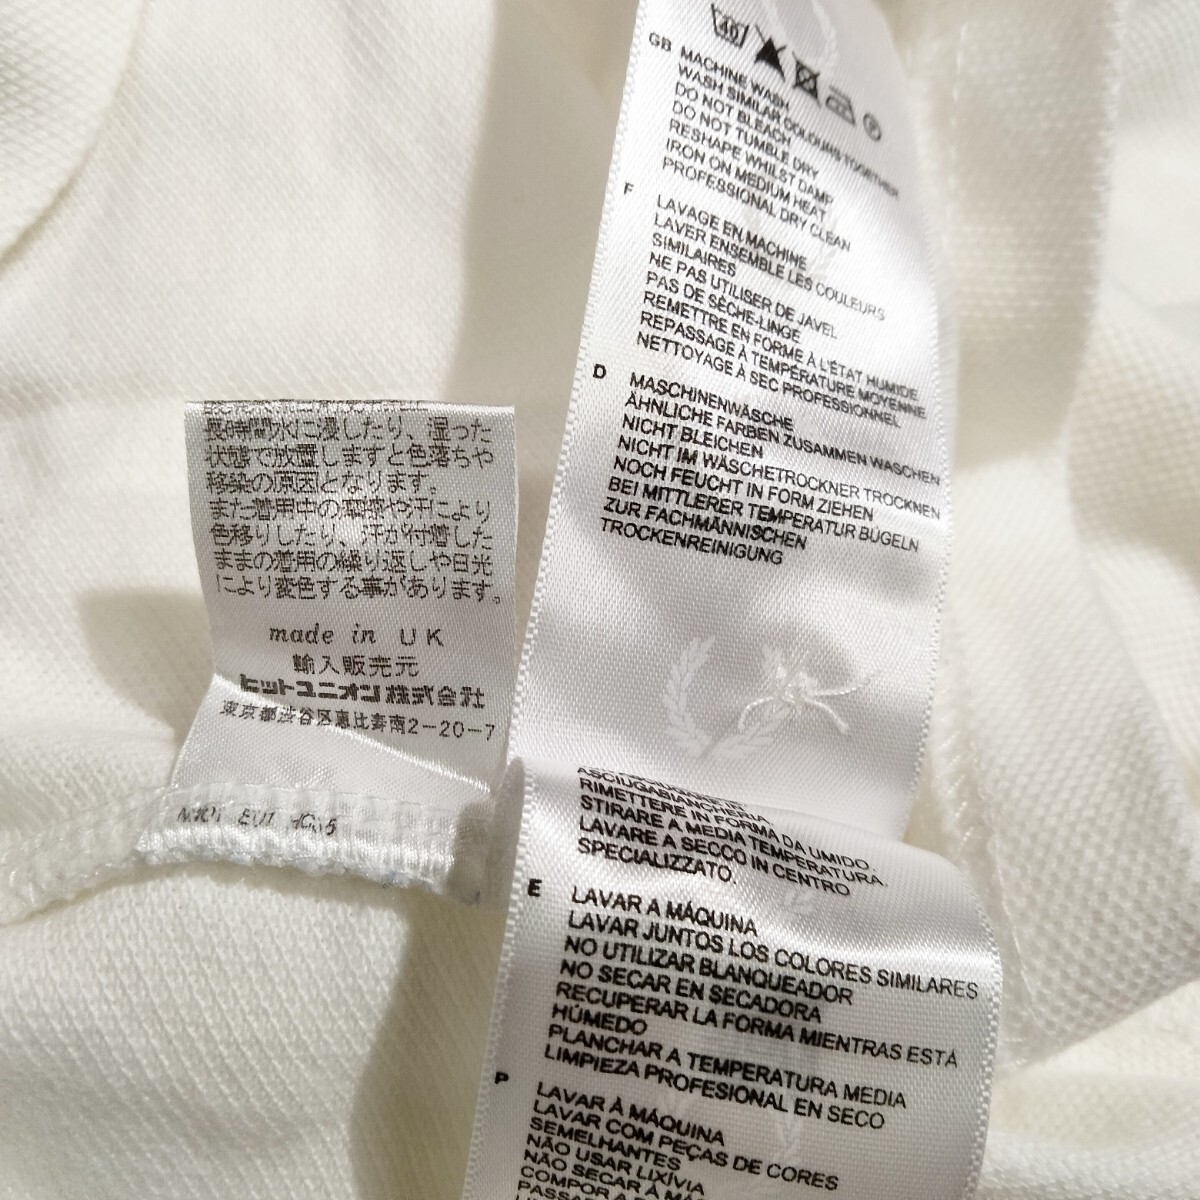 40
GB MACHINE WASH
WASH SIMILAR COLOURS TOGETHER
DO NOT BLEACH
DO NOT TUMBLE DRY
RESHAPE WHILST DAMP
IRON ON MEDIUM HEAT
PROFESSIONAL DRY CLEAN
F LAVAGE EN MACHINE
LAVER ENSEMBLE LES COULEURS
SIMILAIRES
NE PAS UTILISER DE JAVEL
PAS DE SÈCHE-LINGE
REMETTRE EN FORME À L'ÉTAT HUMIDE
REPASSAGE À TEMPÉRATURE MOYENNE
NETTOYAGE À SEC PROFESSIONNEL
D MASCHINENWÄSCHE
ÄHNLICHE FARBEN ZUSAMMEN WASCHEN
NICHT BLEICHEN
NICHT IM WÄSCHETROCKNER TROCKNEN
NOCH FEUCHT IN FORM ZIEHEN
BEI MITTLERER TEMPERATUR BÜGELN
ZUR FACHMÄNNISCHEN
TROCKENREINIGUNG
長時間水に浸したり、湿った
状態で放置しますと色落ちや
移染の原因となります。
また着用中の摩擦や汗により
色移りしたり、汗が付着した
ままの着用の繰り返しや日光
により変色する事があります。
made in UK
輸入販売元
ヒットユニオン株式会社
東京都渋谷区恵比寿南2-20-7
ASCIUGABIANCHERIA
RIMETTERE IN FORMA DA UMIDO.
STIRARE A MEDIA TEMPERATURA.
LAVARE A SECCO IN CENTRO
SPECIALIZZATO.
E LAVAR A MÁQUINA
LAVAR JUNTOS LOS COLORES SIMILARES
NO UTILIZAR BLANQUEADOR
NO SECAR EN SECADORA
RECUPERAR LA FORMA MIENTRAS ESTÁ
HÚMEDO
PLANCHAR A TEMPERATURA MEDIA
LIMPIEZA PROFESIONAL EN SECO
P LAVAR À MÁQUINA
LAVAR COM PEÇAS DE CORES
SEMELHANTES
NÃO USAR LIXÍVIA
NÃO SECAR À
COMPOR A